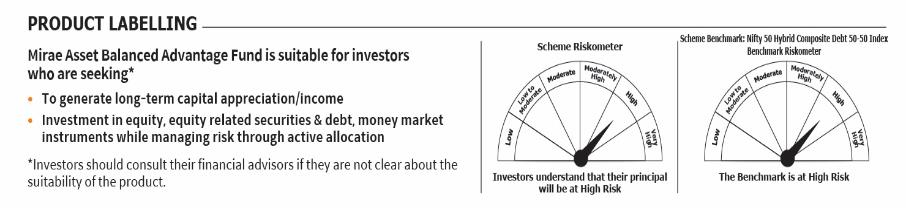 PRODUCT LABELLING
Mirae Asset Balanced Advantage Fund is suitable for investors
who are seeking*
• To generate long-term capital appreciation/income
• Investment in equity, equity related securities & debt, money market
instruments while managing risk through active allocation
*Investors should consult their financial advisors if they are not clear about the
suitability of the product.
Scheme Riskometer
Low
Low to
Moderate
Moderate
Moderately
High
High
Very
High
Investors understand that their principal
will be at High Risk
Scheme Benchmark: Nifty 50 Hybrid Composite Debt 50-50 Index
Benchmark Riskometer
Low
Low to
Moderate
Moderate
Moderately
High
High
Very
High
The Benchmark is at High Risk